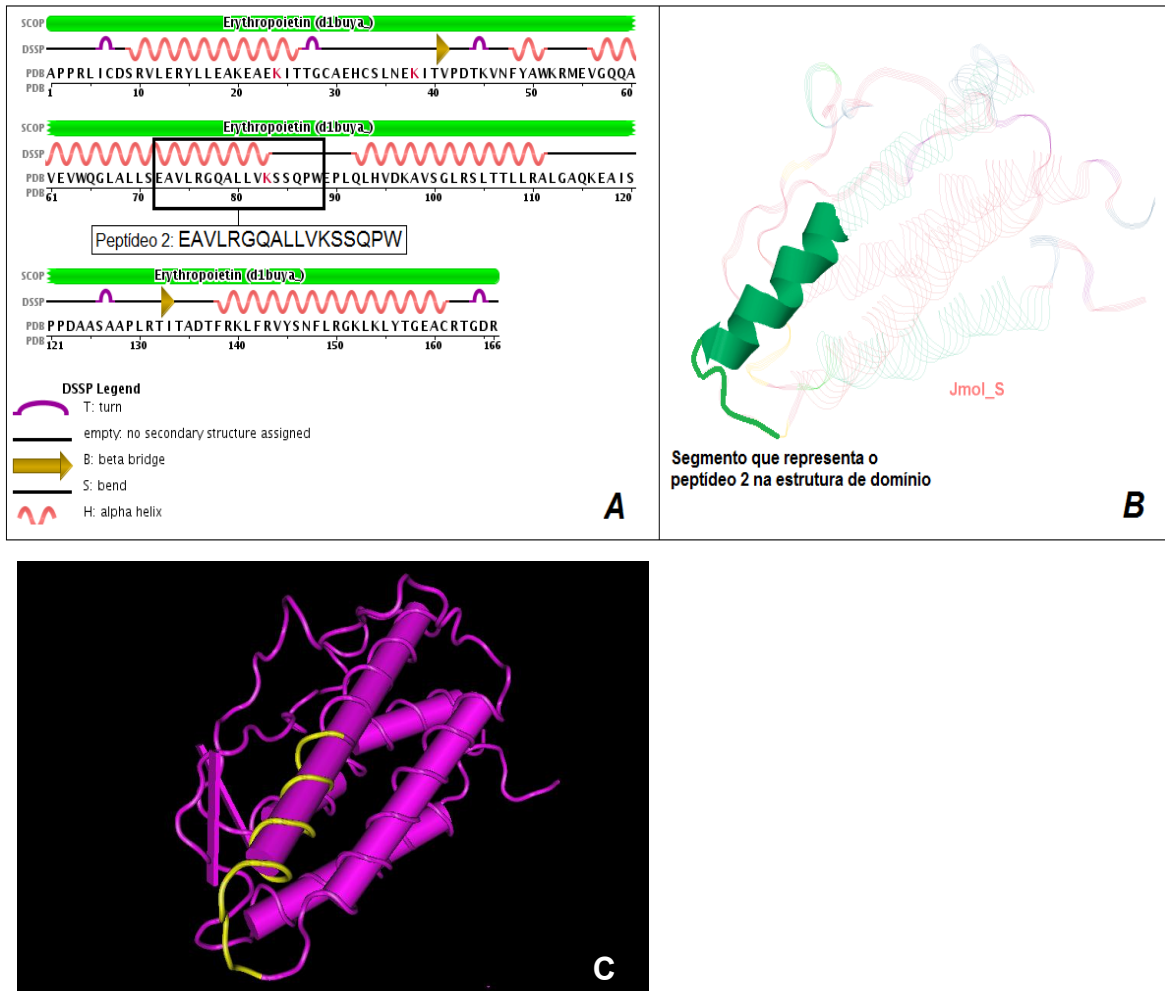 SCOP Erythropoietin (d1buya_)
DSSP
PDB APPRLICDSRVLERYLLEAKEAEKITTGCAEHCSLNEKITVPDTKVNFYAWKRMEVGQQA
PDB 1 10 20 30 40 50 60
SCOP Erythropoietin (d1buya_)
DSSP
PDB VEVWQGLALLSEAVLRGQALLVKSSQPWEPLQLHVDKAVSGLRSLTTLLRALGAQKEAIS
PDB 61 70 80 90 100 110 120
Peptídeo 2: EAVLRGQALLVKSSQPW
SCOP Erythropoietin (d1buya_)
DSSP
PDB PPDAASAAPLRTITADTFRKLFRVYSNFLRGKLKLYTGEACRTGDR
PDB 121 130 140 150 160 166
DSSP Legend
T: turn
empty: no secondary structure assigned
B: beta bridge
S: bend
H: alpha helix
A
Jmol_S
Segmento que representa o
peptídeo 2 na estrutura de domínio
B
C